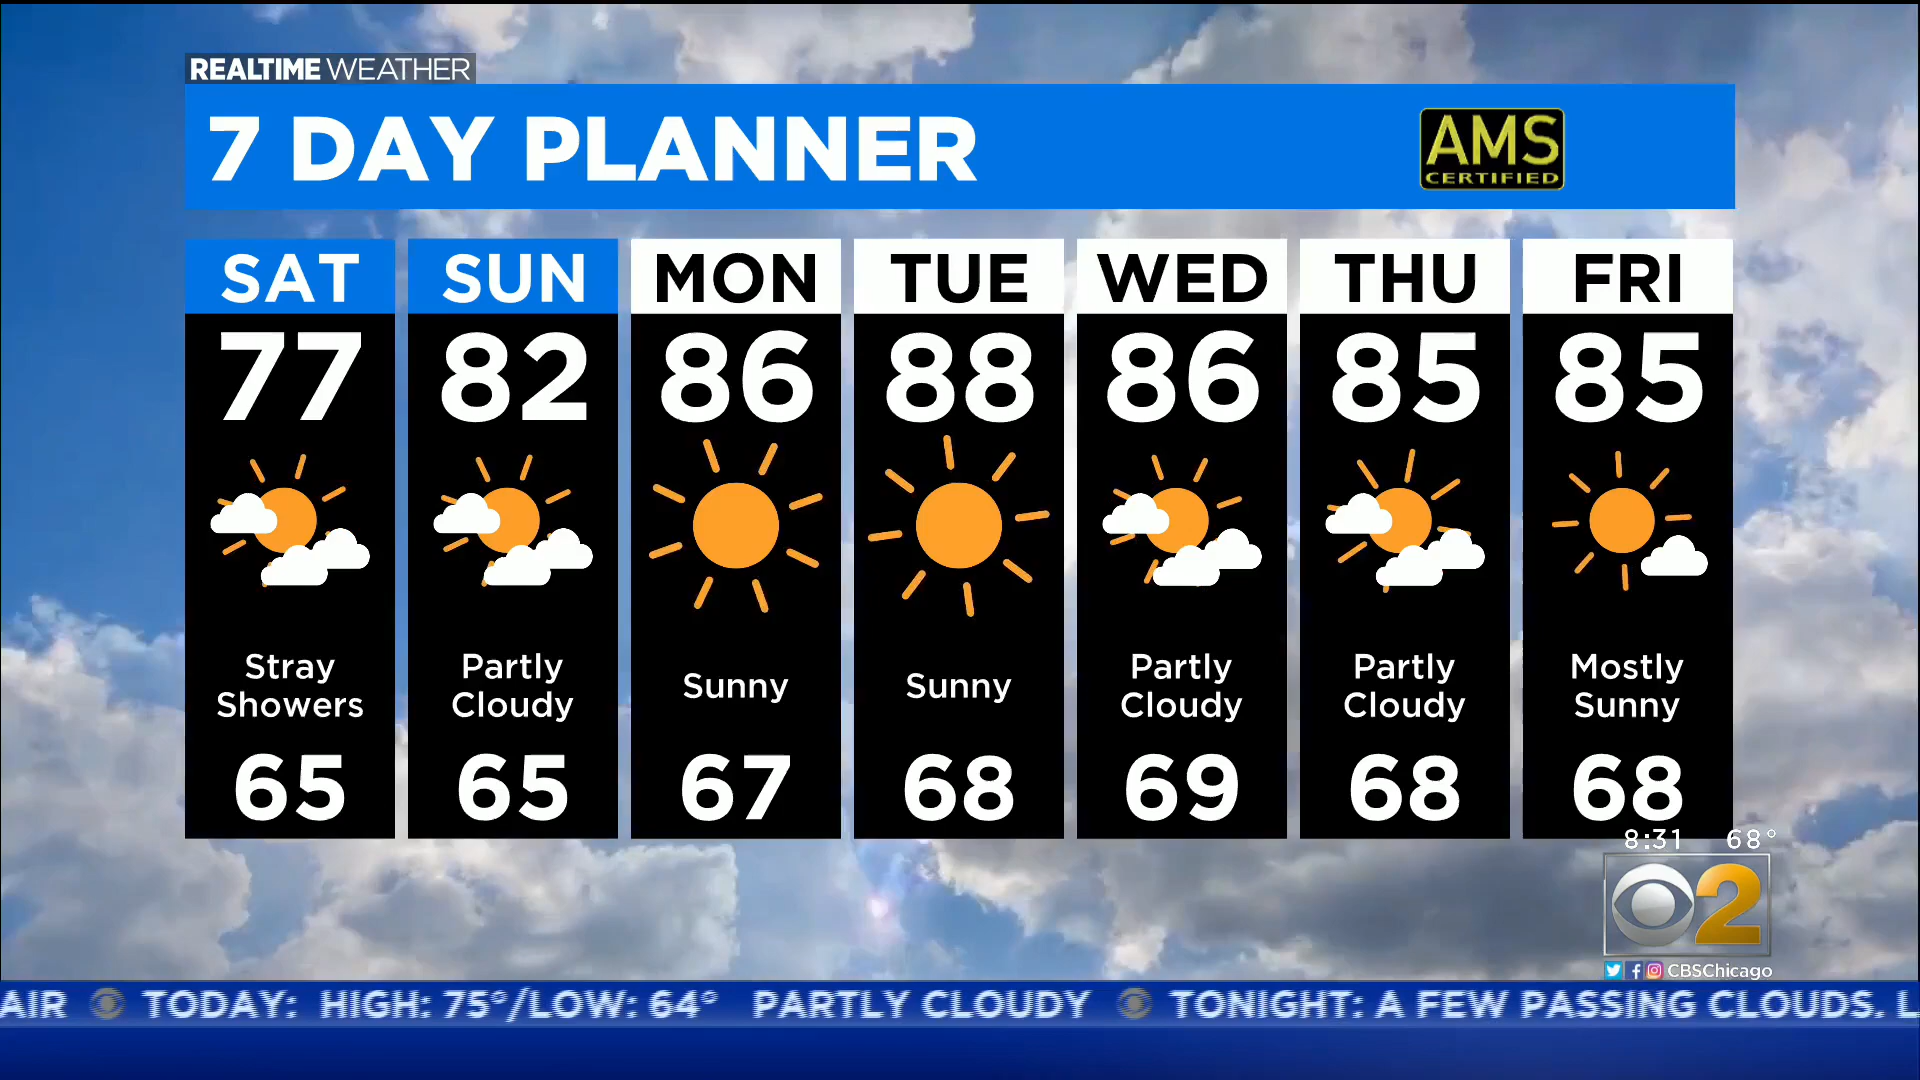 REALTIME WEATHER
7 DAY PLANNER
AMS
CERTIFIED
SAT
77
Stray
Showers
65
SUN
82
Partly
Cloudy
65
MON
86
Sunny
67
TUE
88
Sunny
68
WED
86
Partly
Cloudy
69
THU
85
Partly
Cloudy
68
FRI
85
Mostly
Sunny
68
8:31 68°
2
CBSChicago
AIR TODAY: HIGH: 75°/LOW: 64° PARTLY CLOUDY TONIGHT: A FEW PASSING CLOUDS. L